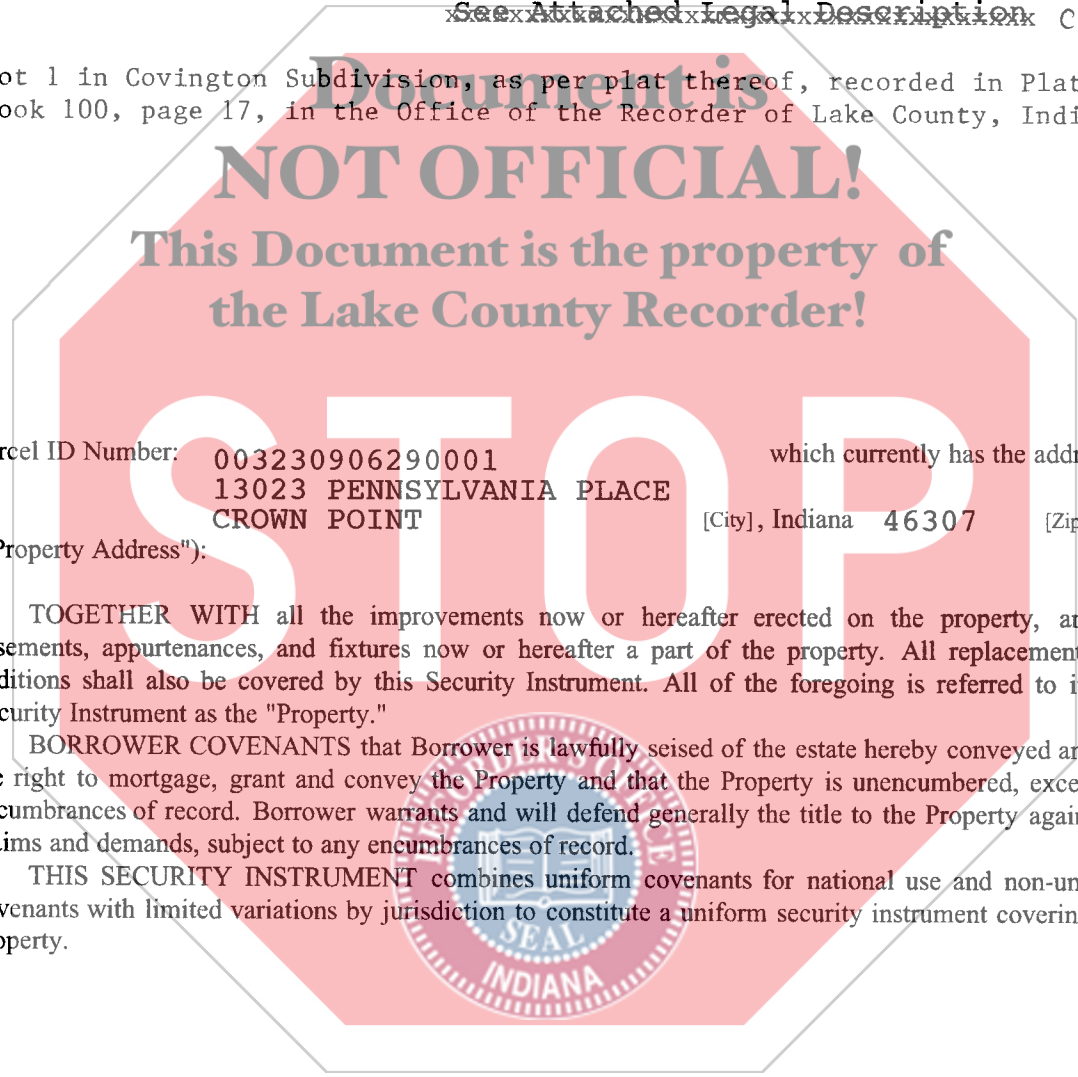 See Attached Legal Description C
ot 1 in Covington Subdivision, as per plat thereof, recorded in Plat
ook 100, page 17, in the Office of the Recorder of Lake County, Indi
Document is
NOT OFFICIAL!
This Document is the property of
the Lake County Recorder!
STOP
rcel ID Number: 003230906290001 which currently has the addr
13023 PENNSYLVANIA PLACE
CROWN POINT [City], Indiana 46307 [Zip
Property Address"):
TOGETHER WITH all the improvements now or hereafter erected on the property, an
sements, appurtenances, and fixtures now or hereafter a part of the property. All replacement
ditions shall also be covered by this Security Instrument. All of the foregoing is referred to i
curity Instrument as the "Property."
BORROWER COVENANTS that Borrower is lawfully seised of the estate hereby conveyed an
e right to mortgage, grant and convey the Property and that the Property is unencumbered, exce
cumbrances of record. Borrower warrants and will defend generally the title to the Property again
ims and demands, subject to any encumbrances of record.
THIS SECURITY INSTRUMENT combines uniform covenants for national use and non-un
venants with limited variations by jurisdiction to constitute a uniform security instrument coverin
operty.
RECORDER'S OFFICE
SEAL
INDIANA